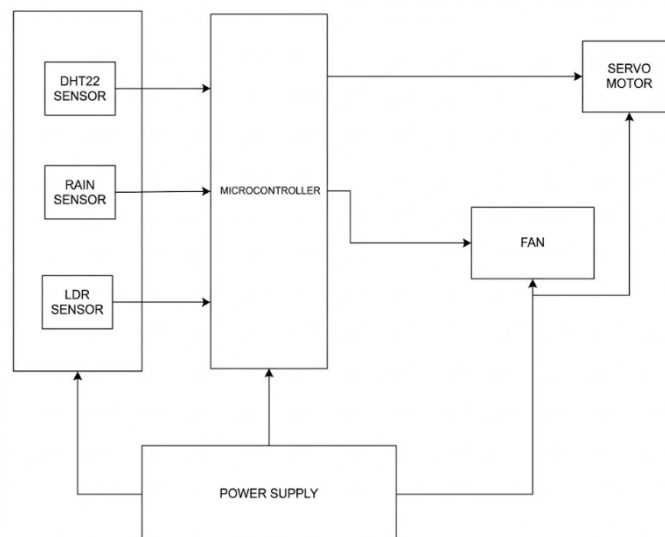 DHT22
SENSOR
RAIN
SENSOR
LDR
SENSOR
MICROCONTROLLER
SERVO
MOTOR
FAN
POWER SUPPLY